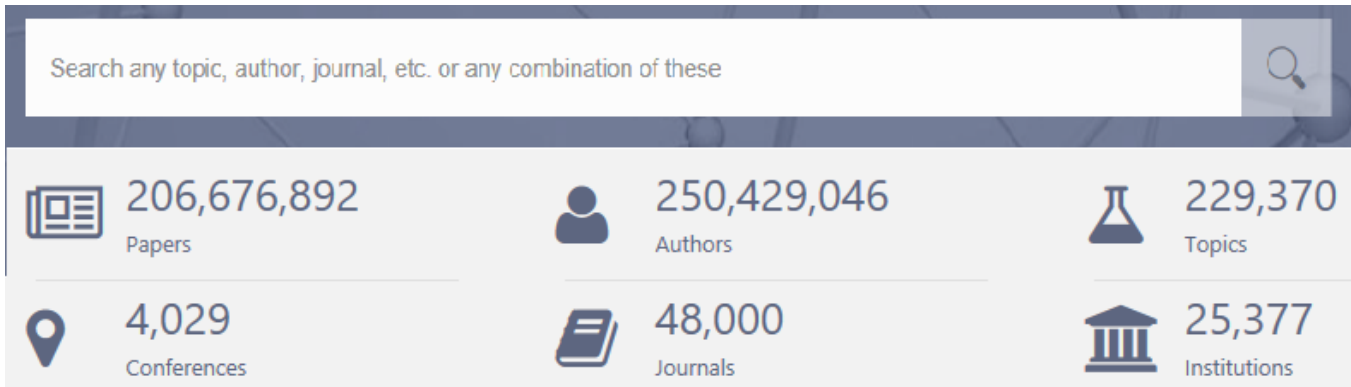 Search any topic, author, journal, etc. or any combination of these
206,676,892
Papers
250,429,046
Authors
229,370
Topics
4,029
Conferences
48,000
Journals
25,377
Institutions